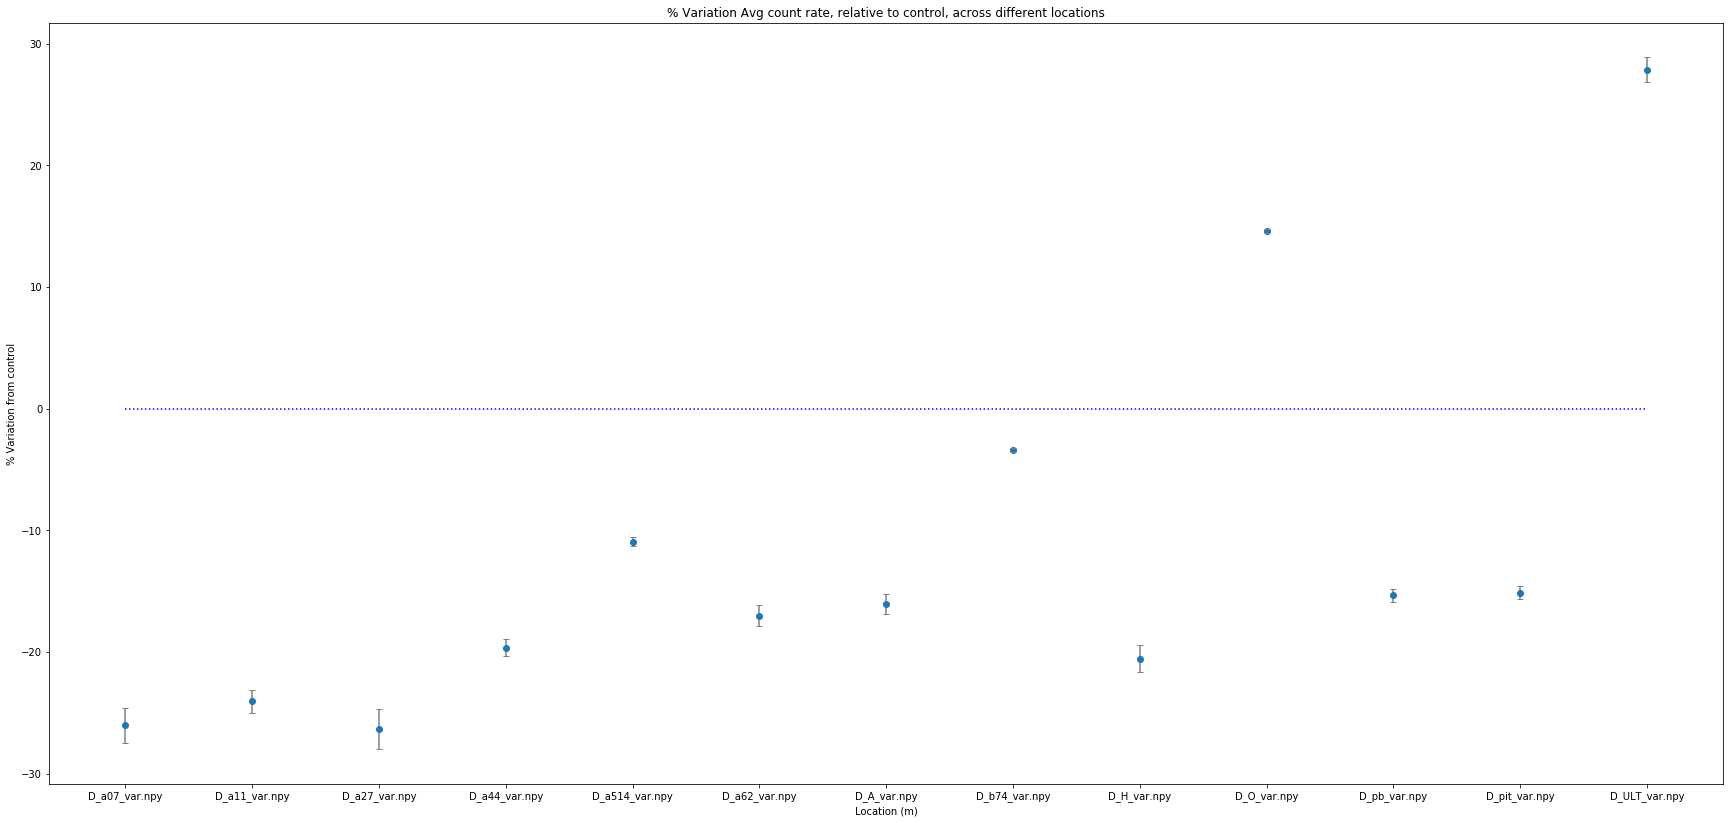 % Variation Avg count rate, relative to control, across different locations
30
20
10
0
−10
−20
−30
% Variation from control
D_a07_var.npy D_a11_var.npy D_a27_var.npy D_a44_var.npy D_a514_var.npy D_a62_var.npy D_A_var.npy D_b74_var.npy D_H_var.npy D_O_var.npy D_pb_var.npy D_pit_var.npy D_ULT_var.npy
Location (m)